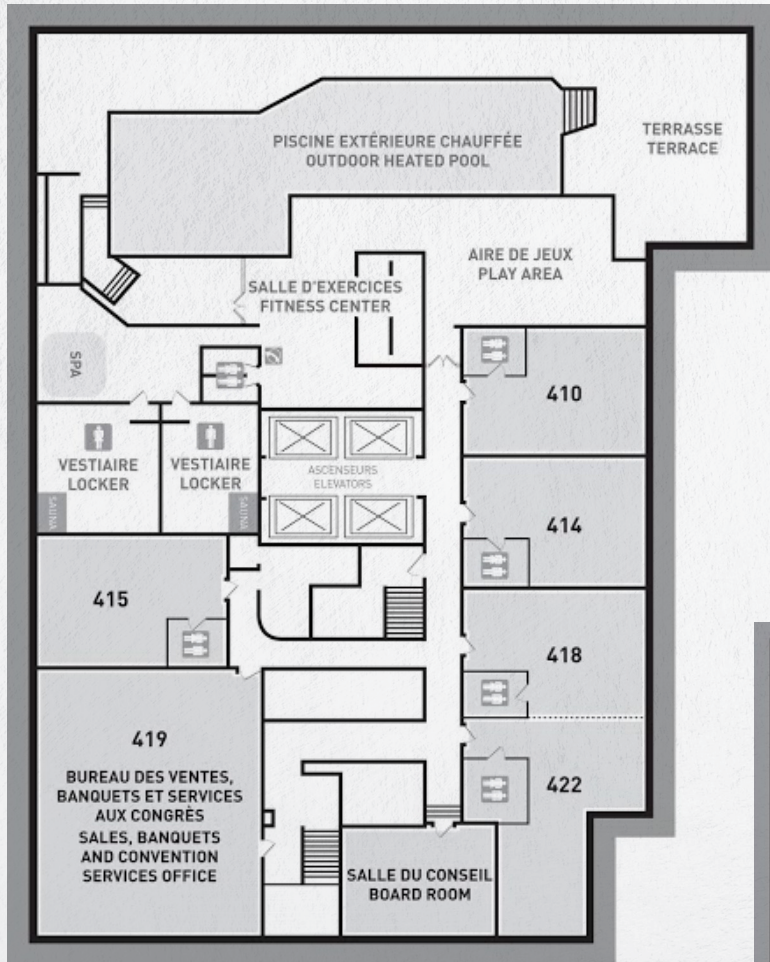 PISCINE EXTÉRIEURE CHAUFFÉE
OUTDOOR HEATED POOL
TERRASSE
TERRACE
AIRE DE JEUX
PLAY AREA
SALLE D'EXERCICES
FITNESS CENTER
SPA
410
VESTIAIRE
LOCKER
VESTIAIRE
LOCKER
ASCENSEURS
ELEVATORS
SAUNA
SAUNA
414
415
418
419
BUREAU DES VENTES,
BANQUETS ET SERVICES
AUX CONGRÈS
SALES, BANQUETS
AND CONVENTION
SERVICES OFFICE
422
SALLE DU CONSEIL
BOARD ROOM